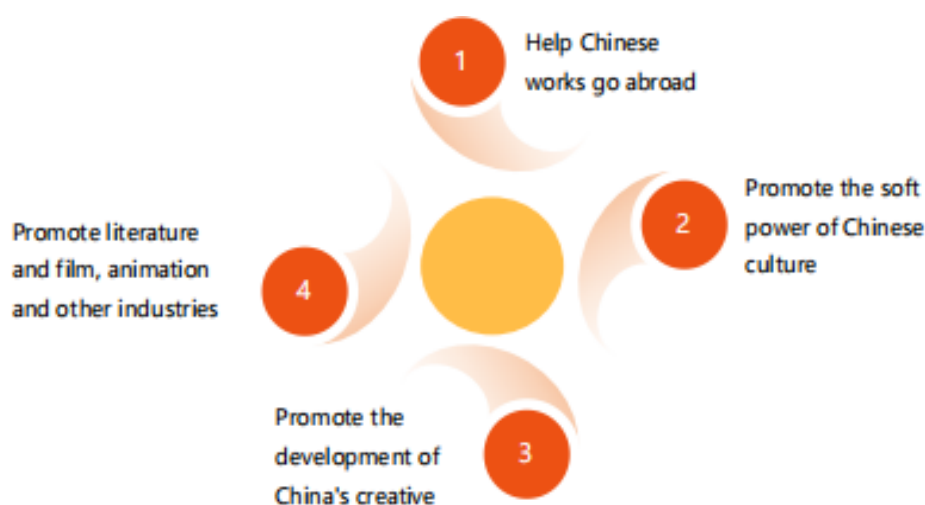 1
Help Chinese
works go abroad
2
Promote the soft
power of Chinese
culture
3
Promote the
development of
China's creative
4
Promote literature
and film, animation
and other industries